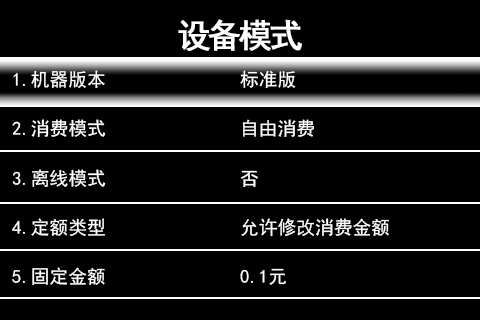 设备模式
1.机器版本 标准版
2.消费模式 自由消费
3.离线模式 否
4.定额类型 允许修改消费金额
5.固定金额 0.1元